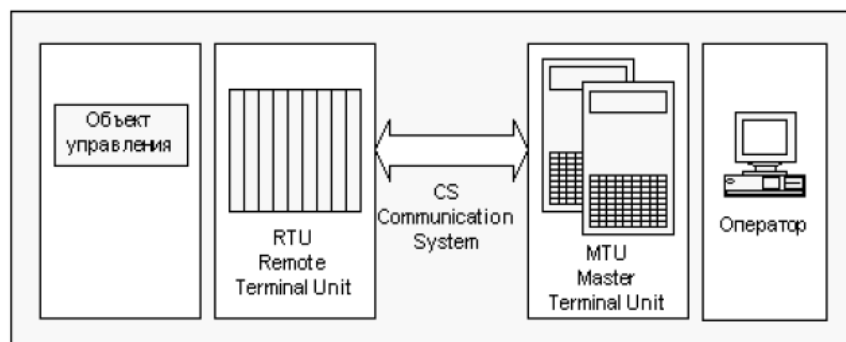 Объект
управления
RTU
Remote
Terminal Unit
CS
Communication
System
MTU
Master
Terminal Unit
Оператор